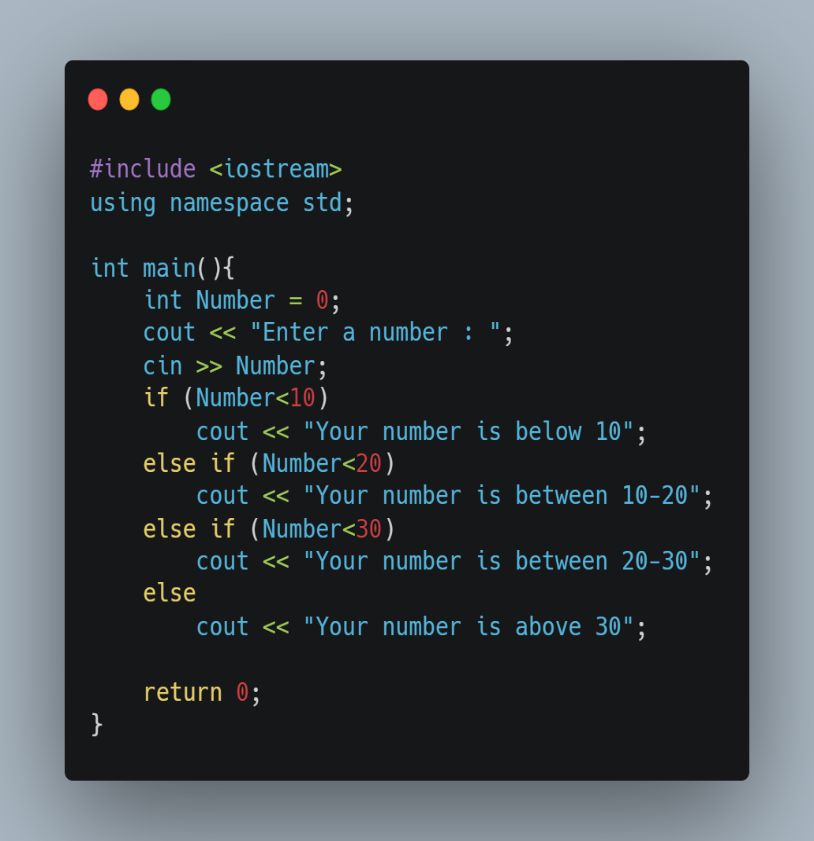 #include <iostream>
using namespace std;

int main(){
    int Number = 0;
    cout << "Enter a number : ";
    cin >> Number;
    if (Number<10)
        cout << "Your number is below 10";
    else if (Number<20)
        cout << "Your number is between 10-20";
    else if (Number<30)
        cout << "Your number is between 20-30";
    else
        cout << "Your number is above 30";

    return 0;
}